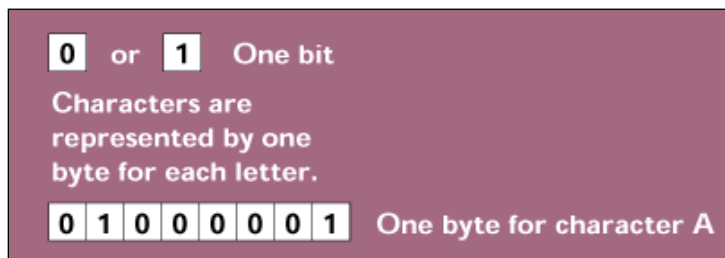 0 or 1 One bit
Characters are
represented by one
byte for each letter.
0 1 0 0 0 0 0 1 One byte for character A